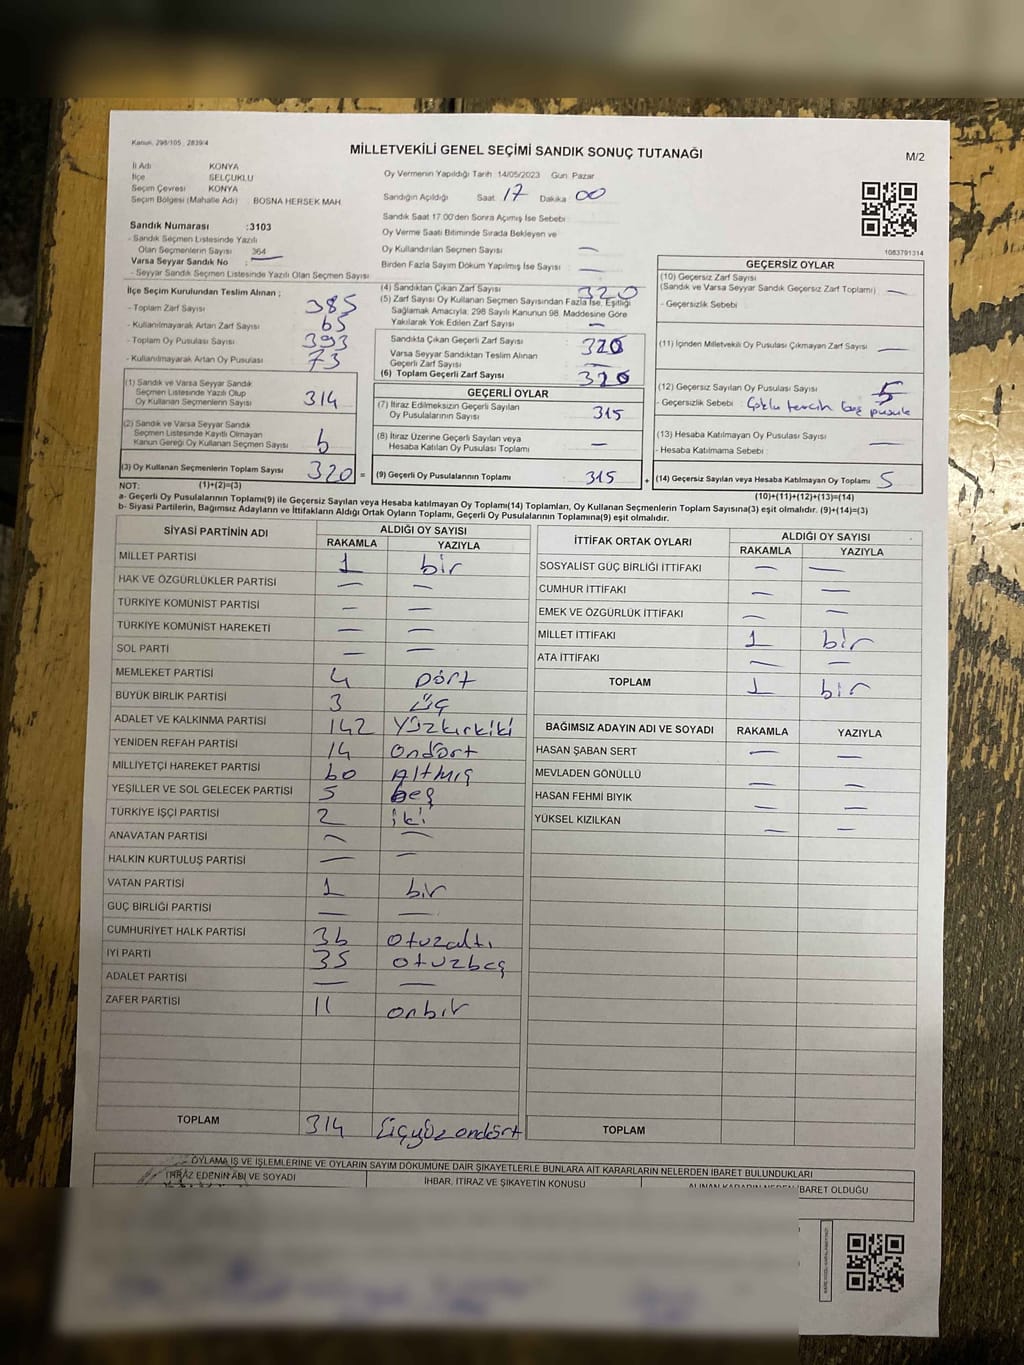 Kanun, 298/105 ; 2839/4
MİLLETVEKİLİ GENEL SEÇİMİ SANDIK SONUÇ TUTANAĞI
M/2
İl Adı KONYA
İlçe SELÇUKLU
Seçim Çevresi KONYA
Seçim Bölgesi (Mahalle Adı) BOSNA HERSEK MAH.
Sandık Numarası :3103
- Sandık Seçmen Listesinde Yazılı
Olan Seçmenlerin Sayısı 364
Varsa Seyyar Sandık No :
- Seyyar Sandık Seçmen Listesinde Yazılı Olan Seçmen Sayısı
Oy Vermenin Yapıldığı Tarih 14/05/2023 Gün Pazar
Sandığın Açıldığı Saat 17 Dakika 00
Sandık Saat 17.00'den Sonra Açılmış İse Sebebi
Oy Verme Saati Bitiminde Sırada Bekleyen ve
Oy Kullandırılan Seçmen Sayısı —
Birden Fazla Sayım Döküm Yapılmış İse Sayısı —
1083791314
İlçe Seçim Kurulundan Teslim Alınan ;
- Toplam Zarf Sayısı 385
- Kullanılmayarak Artan Zarf Sayısı 65
- Toplam Oy Pusulası Sayısı 393
- Kullanılmayarak Artan Oy Pusulası 73
(1) Sandık ve Varsa Seyyar Sandık
Seçmen Listesinde Yazılı Olup
Oy Kullanan Seçmenlerin Sayısı 314
(2) Sandık ve Varsa Seyyar Sandık
Seçmen Listesinde Kayıtlı Olmayan
Kanun Gereği Oy Kullanan Seçmen Sayısı 6
(3) Oy Kullanan Seçmenlerin Toplam Sayısı 320 =
(4) Sandıktan Çıkan Zarf Sayısı 320
(5) Zarf Sayısı Oy Kullanan Seçmen Sayısından Fazla İse, Eşitliği
Sağlamak Amacıyla; 298 Sayılı Kanunun 98. Maddesine Göre
Yakılarak Yok Edilen Zarf Sayısı —
Sandıkta Çıkan Geçerli Zarf Sayısı 320
Varsa Seyyar Sandıktan Teslim Alınan
Geçerli Zarf Sayısı —
(6) Toplam Geçerli Zarf Sayısı 320
GEÇERLİ OYLAR
(7) İtiraz Edilmeksizin Geçerli Sayılan
Oy Pusulalarının Sayısı 315
(8) İtiraz Üzerine Geçerli Sayılan veya
Hesaba Katılan Oy Pusulaları Toplamı —
(9) Geçerli Oy Pusulalarının Toplamı 315 +
GEÇERSİZ OYLAR
(10) Geçersiz Zarf Sayısı
(Sandık ve Varsa Seyyar Sandık Geçersiz Zarf Toplamı) —
- Geçersizlik Sebebi
(11) İçinden Milletvekili Oy Pusulası Çıkmayan Zarf Sayısı —
(12) Geçersiz Sayılan Oy Pusulası Sayısı 5
- Geçersizlik Sebebi Çoklu tercih boş pusula
(13) Hesaba Katılmayan Oy Pusulası Sayısı —
- Hesaba Katılmama Sebebi
(14) Geçersiz Sayılan veya Hesaba Katılmayan Oy Toplamı 5
NOT: (1)+(2)=(3) (10)+(11)+(12)+(13)=(14)
a- Geçerli Oy Pusulalarının Toplamı(9) ile Geçersiz Sayılan veya Hesaba katılmayan Oy Toplamı(14) Toplamları, Oy Kullanan Seçmenlerin Toplam Sayısına(3) eşit olmalıdır. (9)+(14)=(3)
b- Siyasi Partilerin, Bağımsız Adayların ve İttifakların Aldığı Ortak Oyların Toplamı, Geçerli Oy Pusulalarının Toplamına(9) eşit olmalıdır.
SİYASİ PARTİNİN ADI ALDIĞI OY SAYISI
RAKAMLA YAZIYLA
MİLLET PARTİSİ 1 bir
HAK VE ÖZGÜRLÜKLER PARTİSİ — —
TÜRKİYE KOMÜNİST PARTİSİ — —
TÜRKİYE KOMÜNİST HAREKETİ — —
SOL PARTİ — —
MEMLEKET PARTİSİ 4 Dört
BÜYÜK BİRLİK PARTİSİ 3 üç
ADALET VE KALKINMA PARTİSİ 142 Yüzkırkiki
YENİDEN REFAH PARTİSİ 14 ondört
MİLLİYETÇİ HAREKET PARTİSİ 60 Altmış
YEŞİLLER VE SOL GELECEK PARTİSİ 5 beş
TÜRKİYE İŞÇİ PARTİSİ 2 iki
ANAVATAN PARTİSİ — —
HALKIN KURTULUŞ PARTİSİ — —
VATAN PARTİSİ 1 bir
GÜÇ BİRLİĞİ PARTİSİ — —
CUMHURİYET HALK PARTİSİ 36 otuzaltı
İYİ PARTİ 35 otuzbeş
ADALET PARTİSİ — —
ZAFER PARTİSİ 11 onbir
TOPLAM 314 üçyüzondört
İTTİFAK ORTAK OYLARI ALDIĞI OY SAYISI
RAKAMLA YAZIYLA
SOSYALİST GÜÇ BİRLİĞİ İTTİFAKI — —
CUMHUR İTTİFAKI — —
EMEK VE ÖZGÜRLÜK İTTİFAKI — —
MİLLET İTTİFAKI 1 bir
ATA İTTİFAKI — —
TOPLAM 1 bir
BAĞIMSIZ ADAYIN ADI VE SOYADI RAKAMLA YAZIYLA
HASAN ŞABAN SERT — —
MEVLADEN GÖNÜLLÜ — —
HASAN FEHMİ BIYIK — —
YÜKSEL KIZILKAN — —
TOPLAM
OYLAMA İŞ VE İŞLEMLERİNE VE OYLARIN SAYIM DÖKÜMÜNE DAİR ŞİKAYETLERLE BUNLARA AİT KARARLARIN NELERDEN İBARET BULUNDUKLARI
İTİRAZ EDENİN ADI VE SOYADI İHBAR, İTİRAZ VE ŞİKAYETİN KONUSU ALINAN KARARIN NEDEN İBARET OLDUĞU